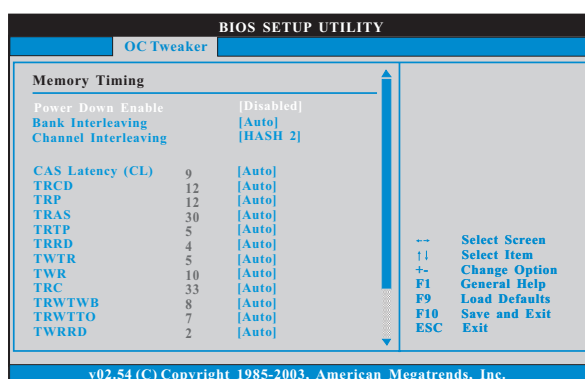 BIOS SETUP UTILITY
OC Tweaker
Memory Timing
Power Down Enable [Disabled]
Bank Interleaving [Auto]
Channel Interleaving [HASH 2]
CAS Latency (CL) 9 [Auto]
TRCD 12 [Auto]
TRP 12 [Auto]
TRAS 30 [Auto]
TRTP 5 [Auto]
TRRD 4 [Auto]
TWTR 5 [Auto]
TWR 10 [Auto]
TRC 33 [Auto]
TRWTWB 8 [Auto]
TRWTTO 7 [Auto]
TWRRD 2 [Auto]
←→ Select Screen
↑↓ Select Item
+- Change Option
F1 General Help
F9 Load Defaults
F10 Save and Exit
ESC Exit
v02.54 (C) Copyright 1985-2003, American Megatrends, Inc.